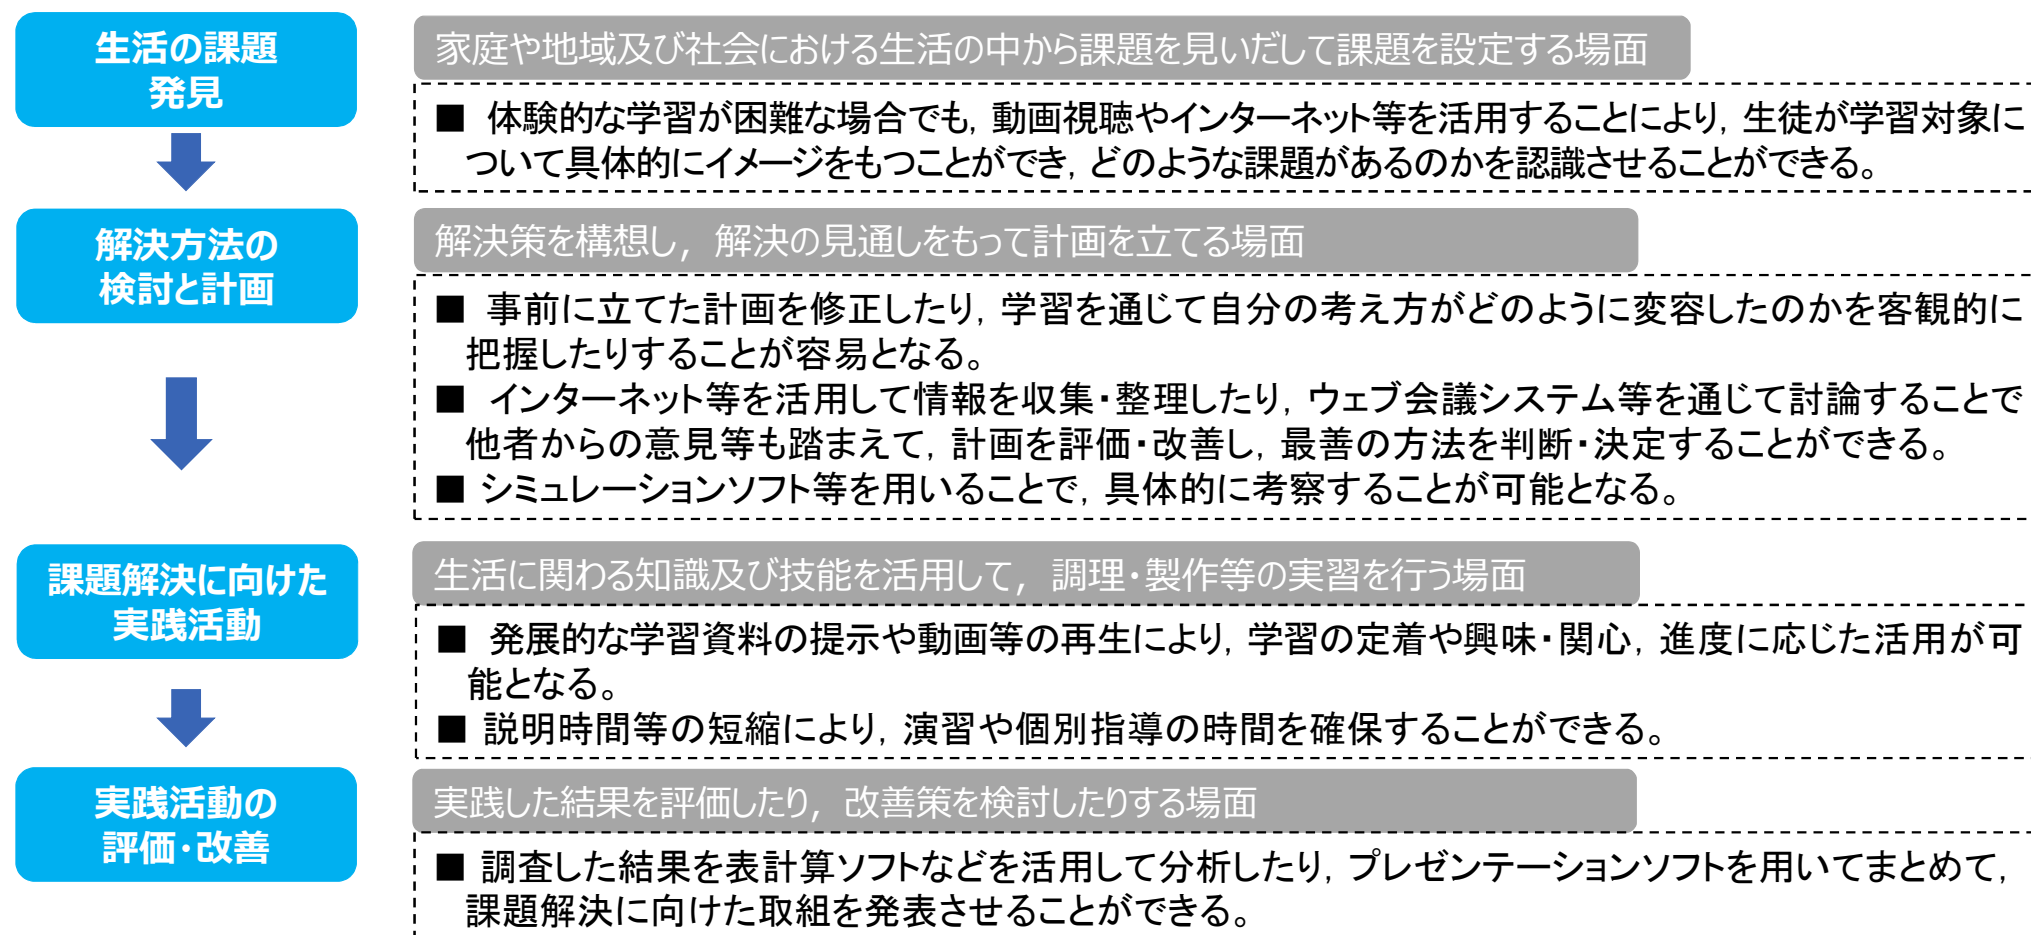 生活の課題
発見
家庭や地域及び社会における生活の中から課題を見いだして課題を設定する場面
■ 体験的な学習が困難な場合でも，動画視聴やインターネット等を活用することにより，生徒が学習対象に
ついて具体的にイメージをもつことができ，どのような課題があるのかを認識させることができる。
解決方法の
検討と計画
解決策を構想し，解決の見通しをもって計画を立てる場面
■ 事前に立てた計画を修正したり，学習を通じて自分の考え方がどのように変容したのかを客観的に
把握したりすることが容易となる。
■ インターネット等を活用して情報を収集・整理したり，ウェブ会議システム等を通じて討論することで
他者からの意見等も踏まえて，計画を評価・改善し，最善の方法を判断・決定することができる。
■ シミュレーションソフト等を用いることで，具体的に考察することが可能となる。
課題解決に向けた
実践活動
生活に関わる知識及び技能を活用して，調理・製作等の実習を行う場面
■ 発展的な学習資料の提示や動画等の再生により，学習の定着や興味・関心，進度に応じた活用が可
能となる。
■ 説明時間等の短縮により，演習や個別指導の時間を確保することができる。
実践活動の
評価・改善
実践した結果を評価したり，改善策を検討したりする場面
■ 調査した結果を表計算ソフトなどを活用して分析したり，プレゼンテーションソフトを用いてまとめて，
課題解決に向けた取組を発表させることができる。